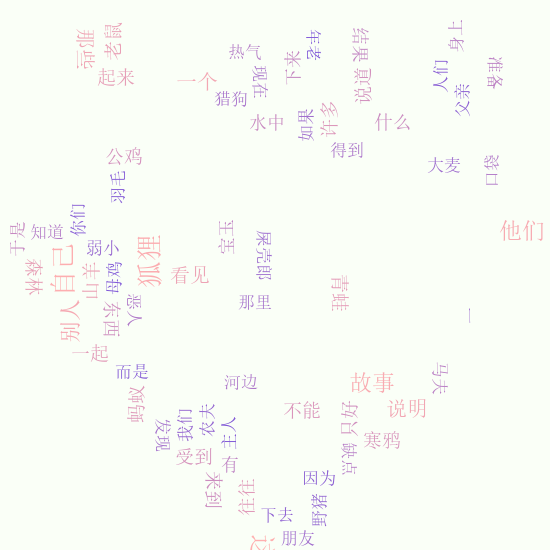 那些
老鼠
起来
热气
一个
现在
猎狗
下来
年老
结果
说道
身上
人们
父亲
准备
水中
如果
许多
什么
得到
公鸡
羽毛
大麦
口袋
于是
知道
你们
弱小
自己
狐狸
玉宝
屎壳郎
他们
森林
山羊
母鸡
看见
别人
东西
恶人
那里
青蛙
一
一起
而是
蚂蚁
河边
故事
马夫
不能
只好
说明
发现
我们
农夫
主人
寒鸦
缺点
受到
有
来到
往往
因为
野猪
下去
朋友
这